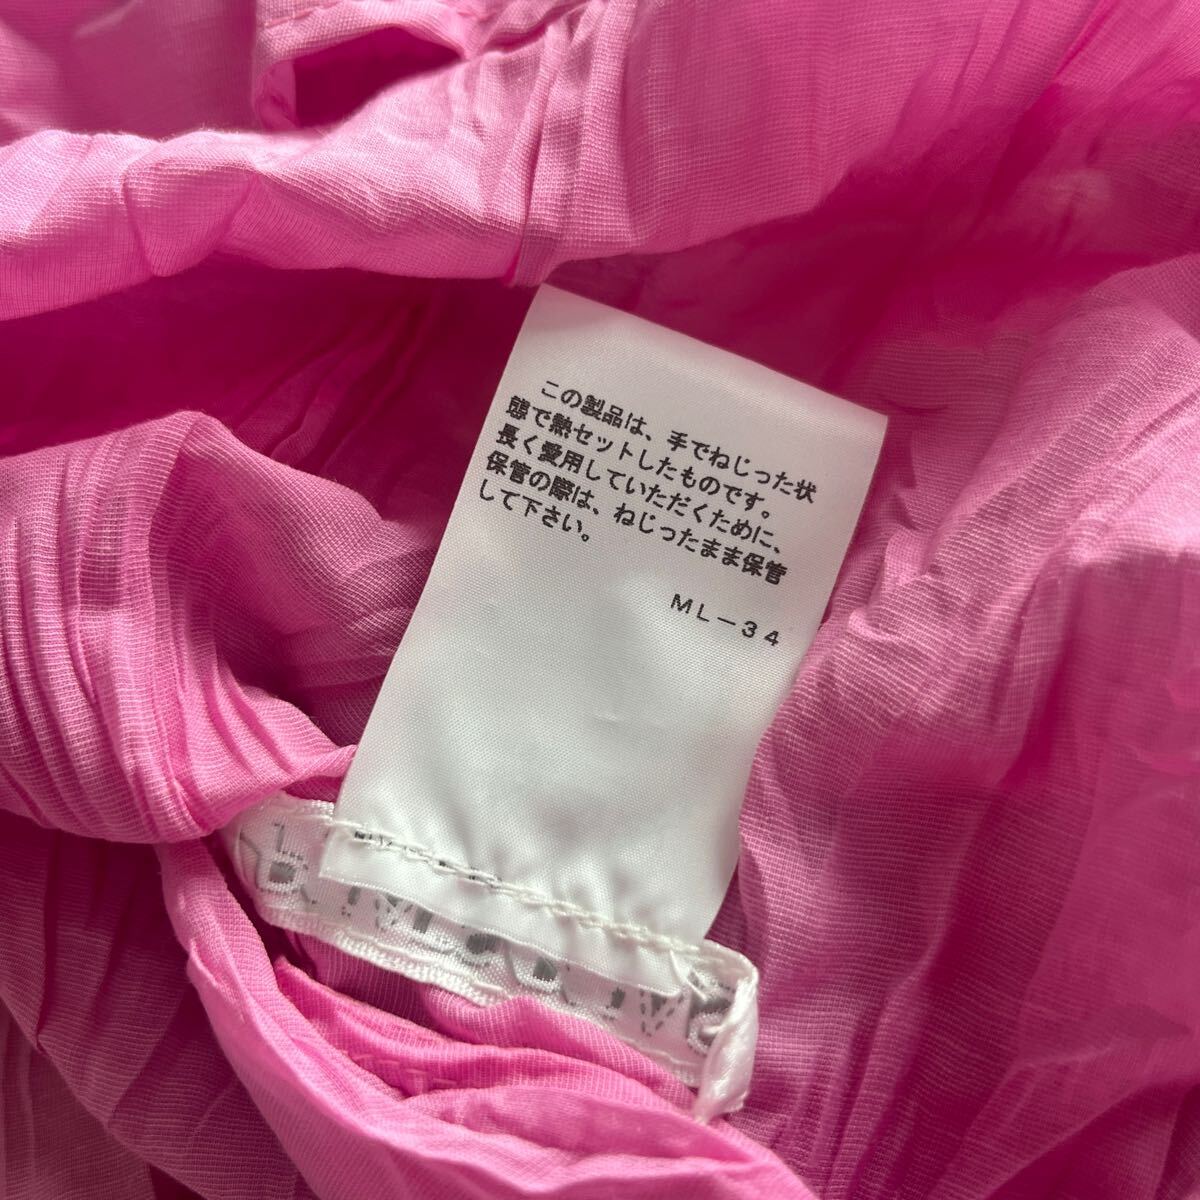 この製品は、手でねじった状
態で熱セットしたものです。
長く愛用していただくために、
保管の際は、ねじったまま保管
して下さい。
ML－34